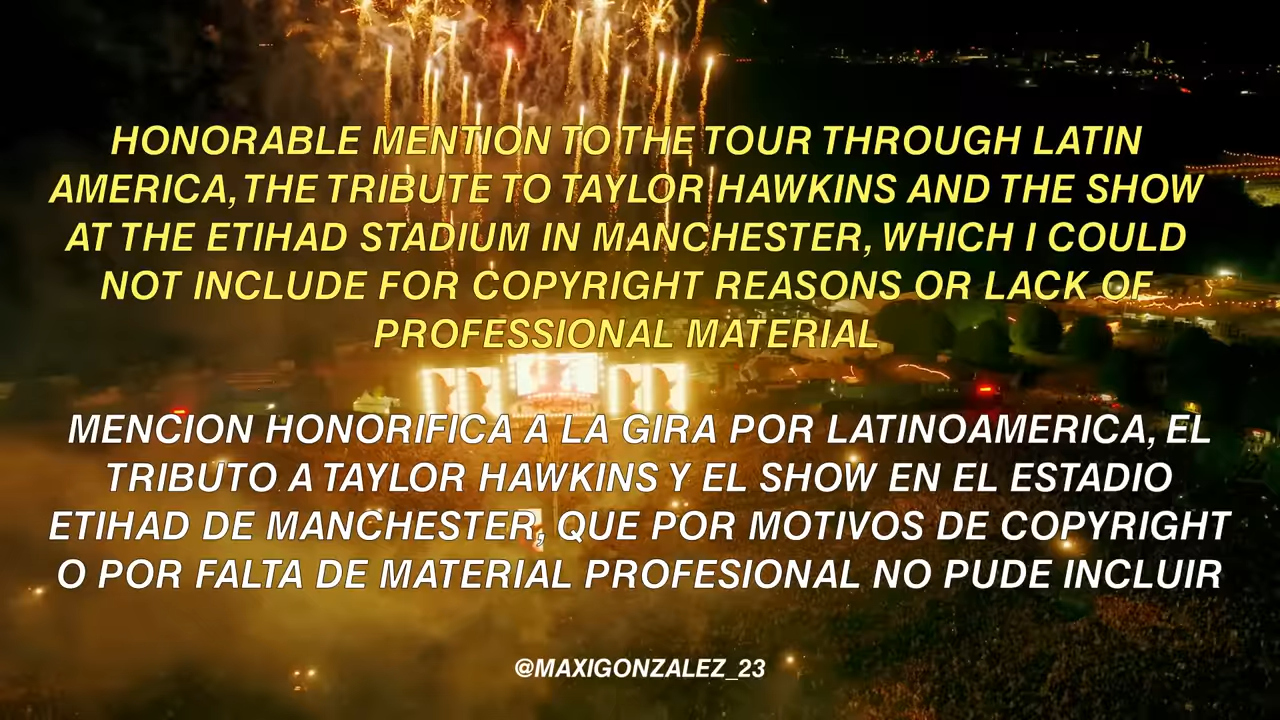 HONORABLE MENTION TO THE TOUR THROUGH LATIN
AMERICA, THE TRIBUTE TO TAYLOR HAWKINS AND THE SHOW
AT THE ETIHAD STADIUM IN MANCHESTER, WHICH I COULD
NOT INCLUDE FOR COPYRIGHT REASONS OR LACK OF
PROFESSIONAL MATERIAL
MENCION HONORIFICA A LA GIRA POR LATINOAMERICA, EL
TRIBUTO A TAYLOR HAWKINS Y EL SHOW EN EL ESTADIO
ETIHAD DE MANCHESTER, QUE POR MOTIVOS DE COPYRIGHT
O POR FALTA DE MATERIAL PROFESIONAL NO PUDE INCLUIR
@MAXIGONZALEZ_23